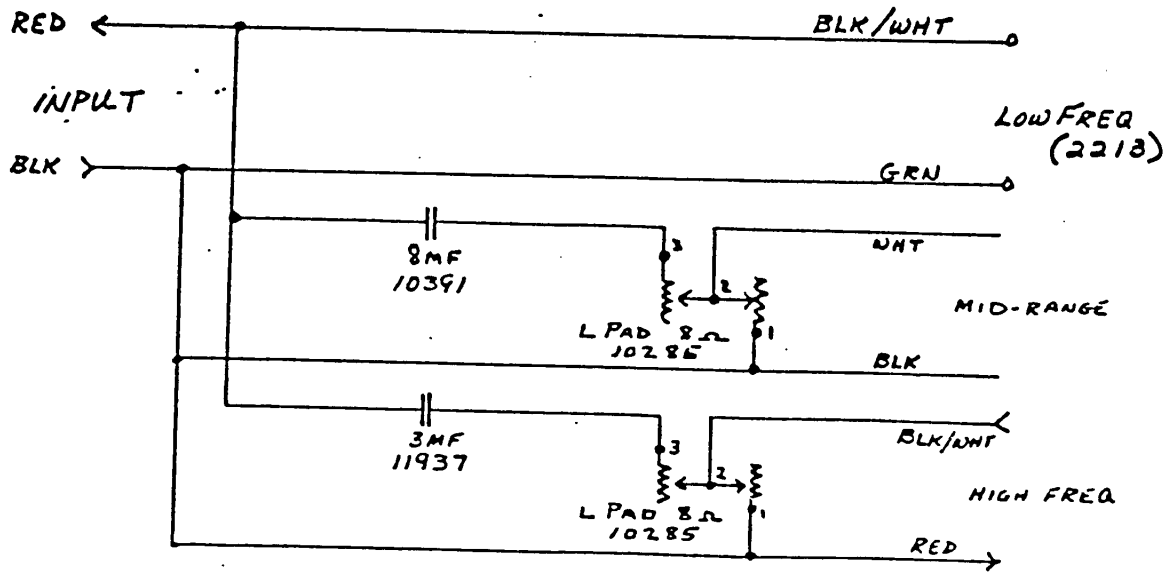 RED
BLK/WHT
INPUT
LOW FREQ
(2213)
BLK
GRN
8MF
10391
3
2
1
WHT
L PAD 8Ω
10285
MID-RANGE
BLK
3MF
11937
3
2
1
BLK/WHT
L PAD 8Ω
10285
HIGH FREQ
RED